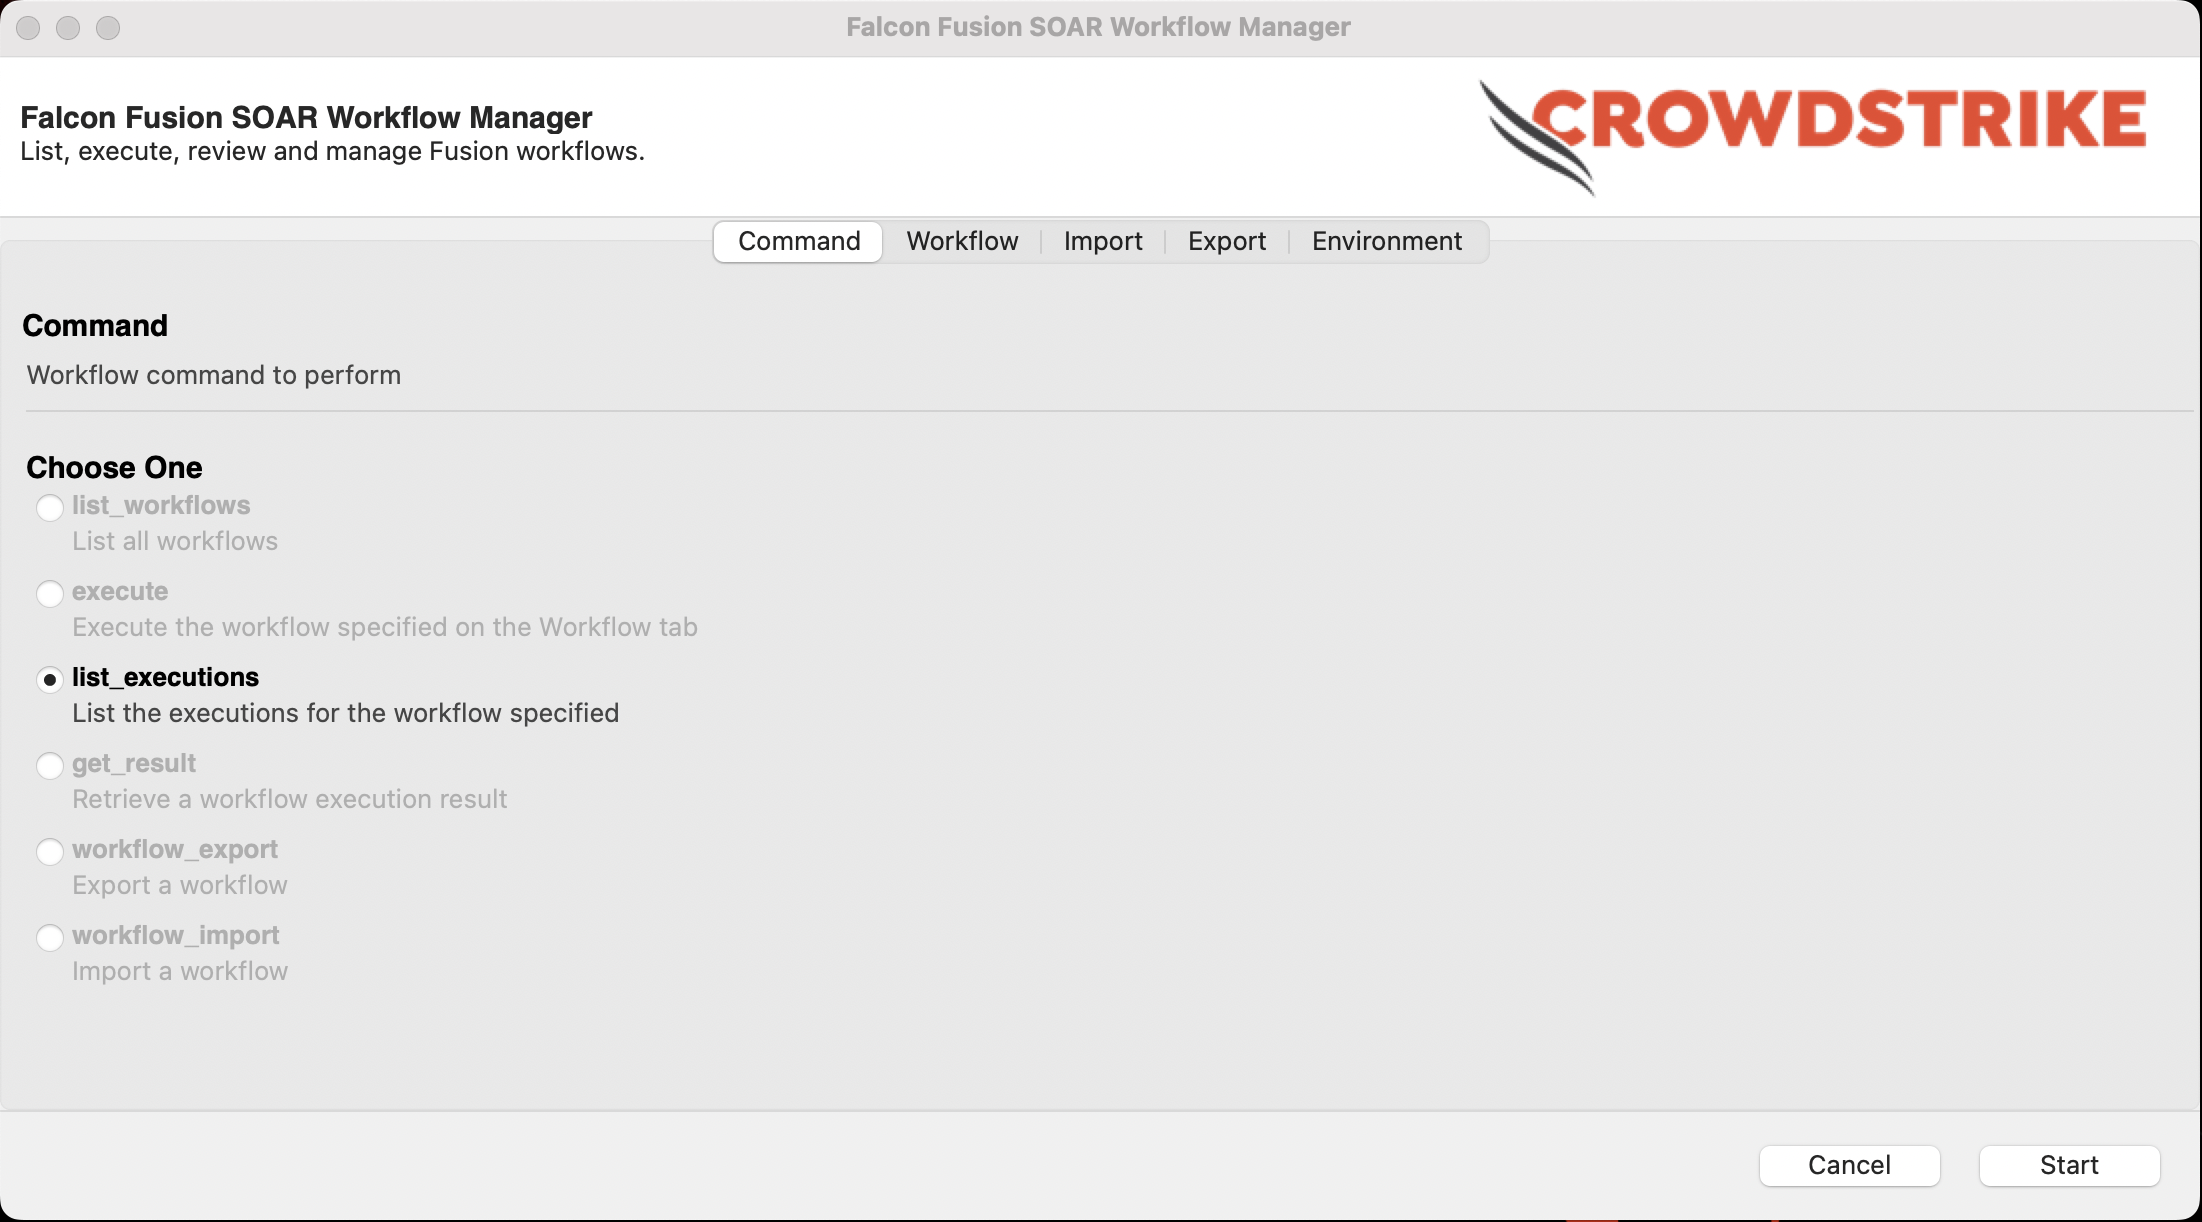 Falcon Fusion SOAR Workflow Manager
Falcon Fusion SOAR Workflow Manager
List, execute, review and manage Fusion workflows.
CROWDSTRIKE
Command Workflow Import Export Environment
Command
Workflow command to perform
Choose One
list_workflows
List all workflows
execute
Execute the workflow specified on the Workflow tab
list_executions
List the executions for the workflow specified
get_result
Retrieve a workflow execution result
workflow_export
Export a workflow
workflow_import
Import a workflow
Cancel Start